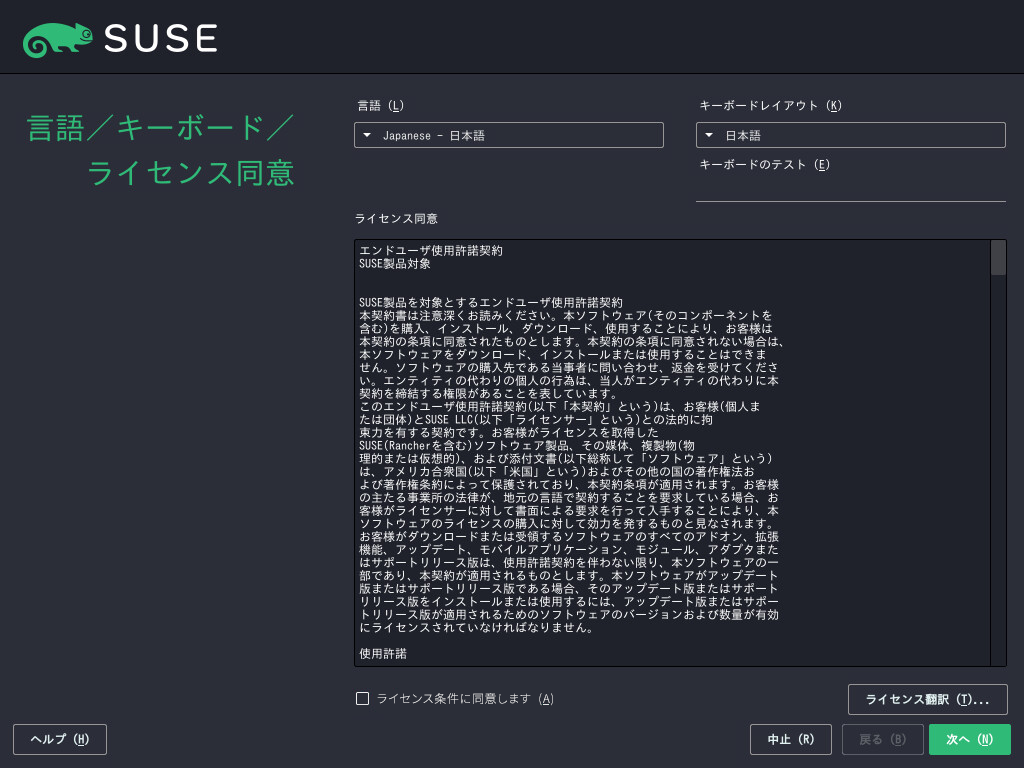 SUSE
言語／キーボード／
ライセンス同意
言語 (L)
キーボードレイアウト (K)
Japanese - 日本語
日本語
キーボードのテスト (E)
ライセンス同意
エンドユーザ使用許諾契約
SUSE製品対象
SUSE製品を対象とするエンドユーザ使用許諾契約
本契約書は注意深くお読みください。本ソフトウェア(そのコンポーネントを
含む)を購入、インストール、ダウンロード、使用することにより、お客様は
本契約の条項に同意されたものとします。本契約の条項に同意されない場合は、
本ソフトウェアをダウンロード、インストールまたは使用することはできま
せん。ソフトウェアの購入先である当事者に問い合わせ、返金を受けてくださ
い。エンティティの代わりの個人の行為は、当人がエンティティの代わりに本
契約を締結する権限があることを表しています。
このエンドユーザ使用許諾契約(以下「本契約」という)は、お客様(個人ま
たは団体)とSUSE LLC(以下「ライセンサー」という)との法的に拘
束力を有する契約です。お客様がライセンスを取得した
SUSE(Rancherを含む)ソフトウェア製品、その媒体、複製物(物
理的または仮想的)、および添付文書(以下総称して「ソフトウェア」という)
は、アメリカ合衆国(以下「米国」という)およびその他の国の著作権法お
よび著作権条約によって保護されており、本契約条項が適用されます。お客様
の主たる事業所の法律が、地元の言語で契約することを要求している場合、お
客様がライセンサーに対して書面による要求を行って入手することにより、本
ソフトウェアのライセンスの購入に対して効力を発するものと見なされます。
お客様がダウンロードまたは受領するソフトウェアのすべてのアドオン、拡張
機能、アップデート、モバイルアプリケーション、モジュール、アダプタまた
はサポートリリース版は、使用許諾契約を伴わない限り、本ソフトウェアの一
部であり、本契約が適用されるものとします。本ソフトウェアがアップデート
版またはサポートリリース版である場合、そのアップデート版またはサポート
リリース版をインストールまたは使用するには、アップデート版またはサポー
トリリース版が適用されるためのソフトウェアのバージョンおよび数量が有効
にライセンスされていなければなりません。
使用許諾
ライセンス条件に同意します (A)
ライセンス翻訳 (T)...
ヘルプ (H)
中止 (R)
戻る (B)
次へ (N)